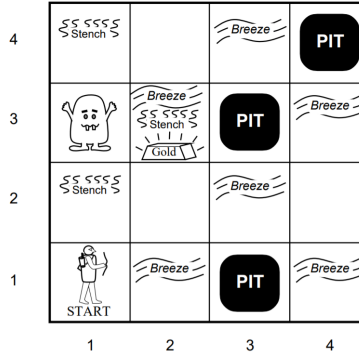 4
Stench
Breeze
PIT
3
Breeze
Stench
Gold
PIT
Breeze
2
Stench
Breeze
1
START
Breeze
PIT
Breeze
1
2
3
4